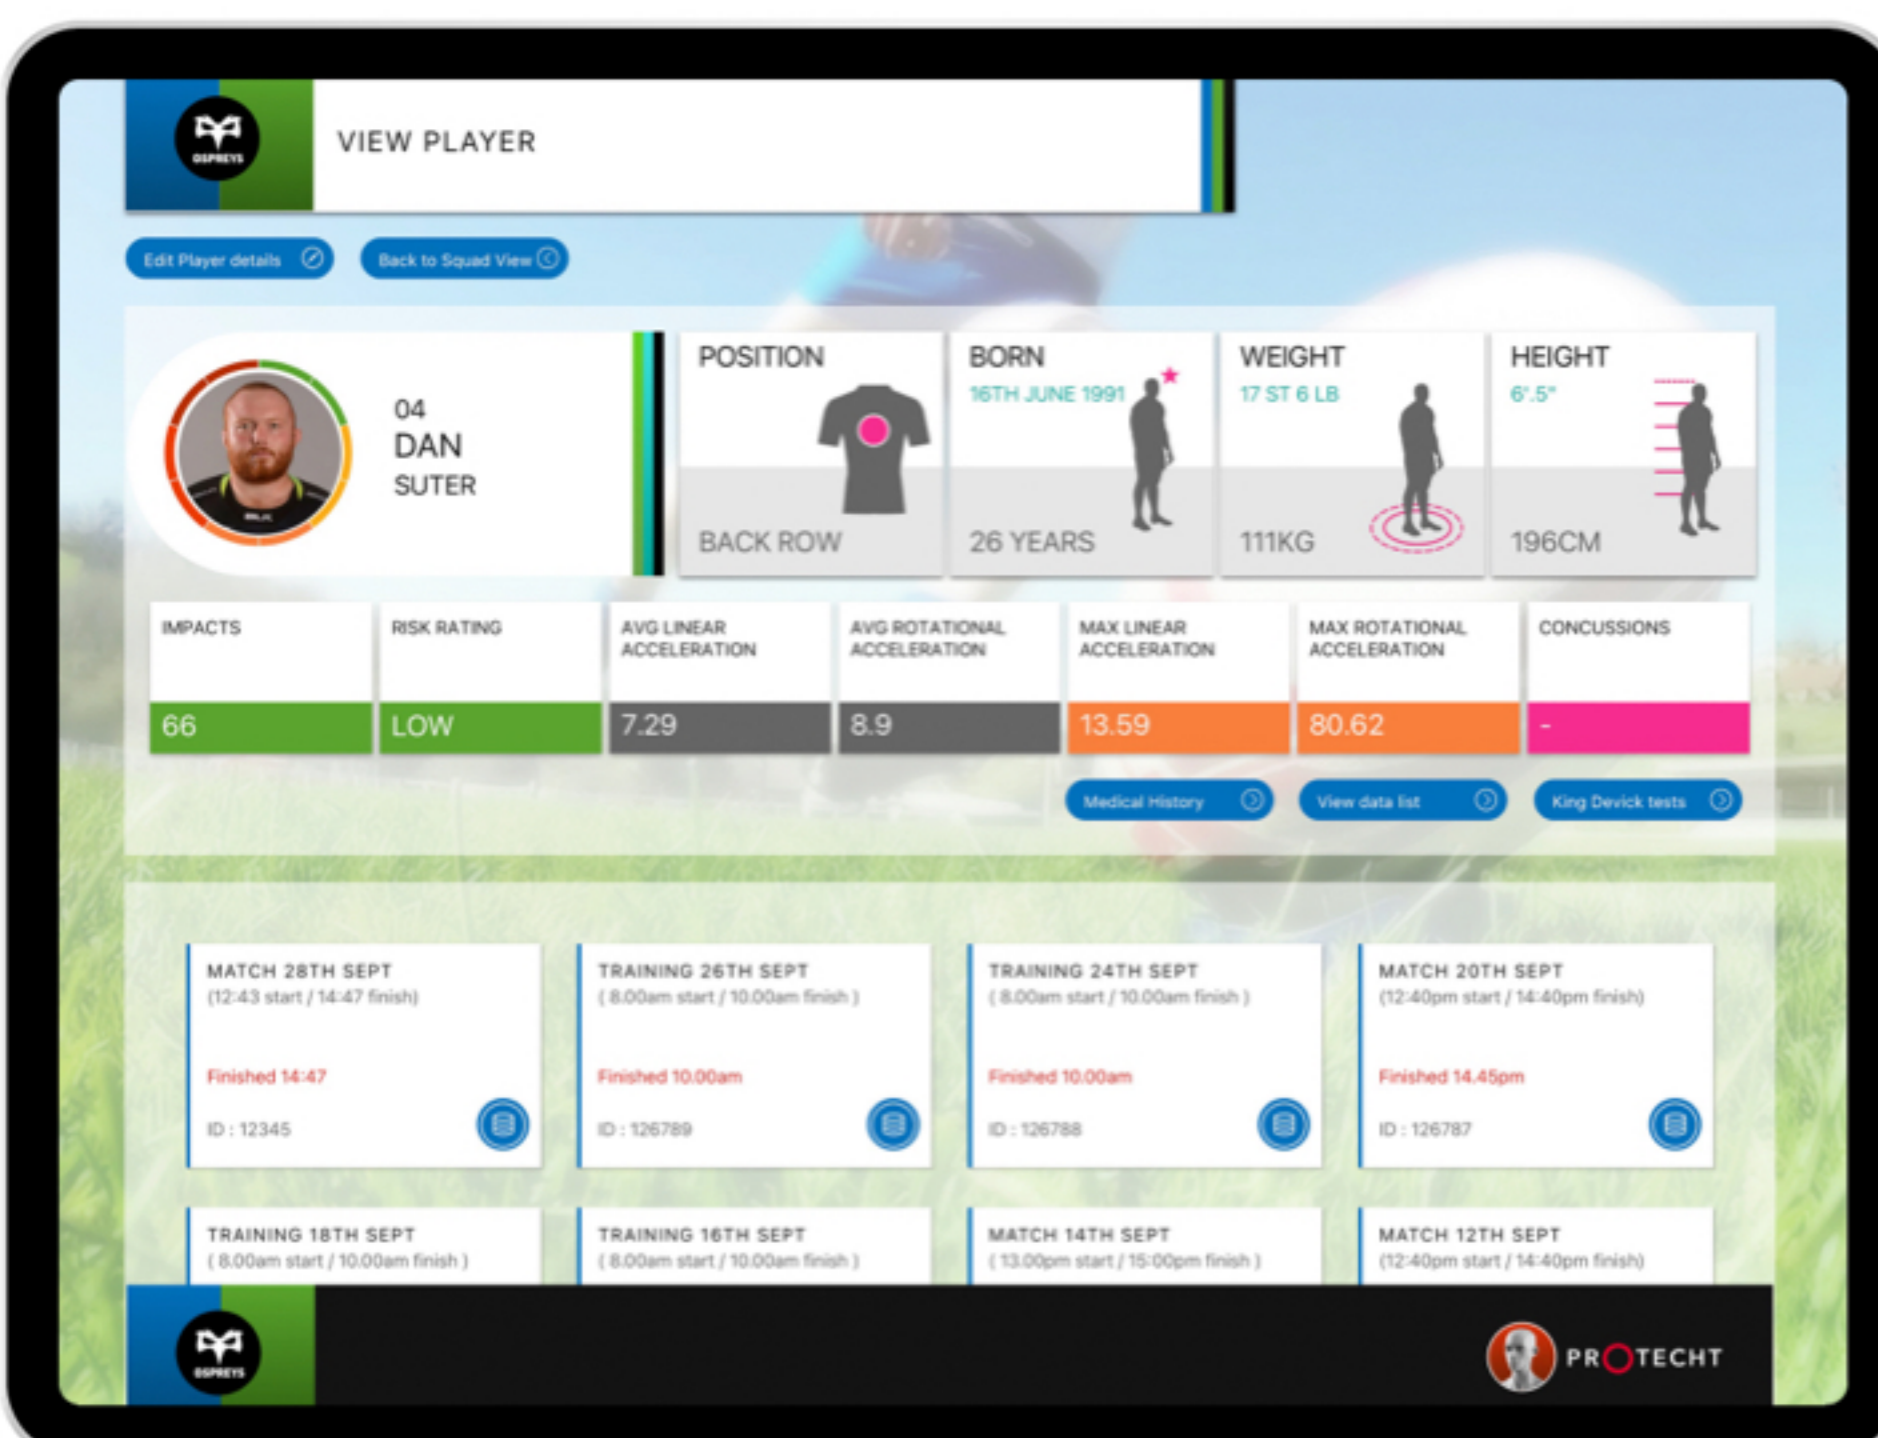 OSPREYS
VIEW PLAYER
Edit Player details
Back to Squad View
04
DAN
SUTER
POSITION
BACK ROW
BORN
16TH JUNE 1991
26 YEARS
WEIGHT
17 ST 6 LB
111KG
HEIGHT
6'.5"
196CM
IMPACTS
66
RISK RATING
LOW
AVG LINEAR
ACCELERATION
7.29
AVG ROTATIONAL
ACCELERATION
8.9
MAX LINEAR
ACCELERATION
13.59
MAX ROTATIONAL
ACCELERATION
80.62
CONCUSSIONS
-
Medical History
View data list
King Devick tests
MATCH 28TH SEPT
(12:43 start / 14:47 finish)
Finished 14:47
ID : 12345
TRAINING 26TH SEPT
( 8.00am start / 10.00am finish )
Finished 10.00am
ID : 126789
TRAINING 24TH SEPT
( 8.00am start / 10.00am finish )
Finished 10.00am
ID : 126788
MATCH 20TH SEPT
(12:40pm start / 14:40pm finish)
Finished 14.45pm
ID : 126787
TRAINING 18TH SEPT
( 8.00am start / 10.00am finish )
TRAINING 16TH SEPT
( 8.00am start / 10.00am finish )
MATCH 14TH SEPT
( 13.00pm start / 15:00pm finish )
MATCH 12TH SEPT
(12:40pm start / 14:40pm finish)
OSPREYS
PROTECHT